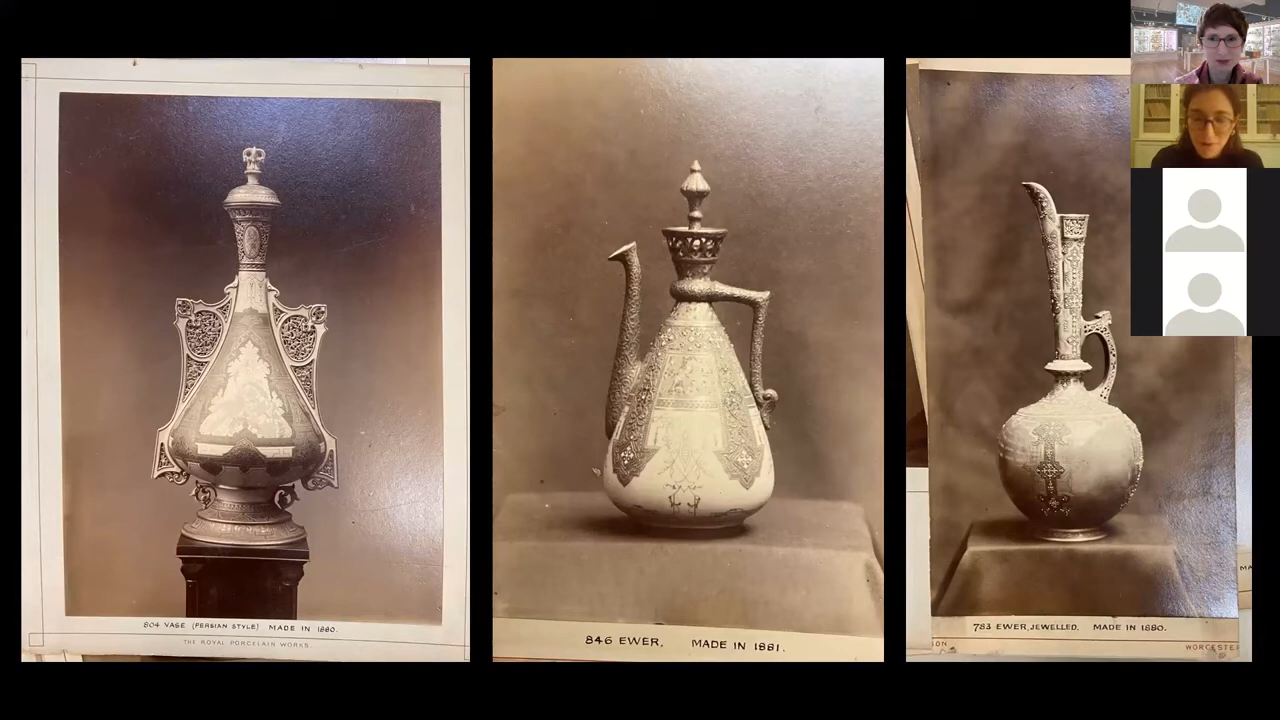 804 VASE (PERSIAN STYLE) MADE IN 1880.
THE ROYAL PORCELAIN WORKS
846 EWER, MADE IN 1881.
783 EWER, JEWELLED. MADE IN 1880.
WORCESTER